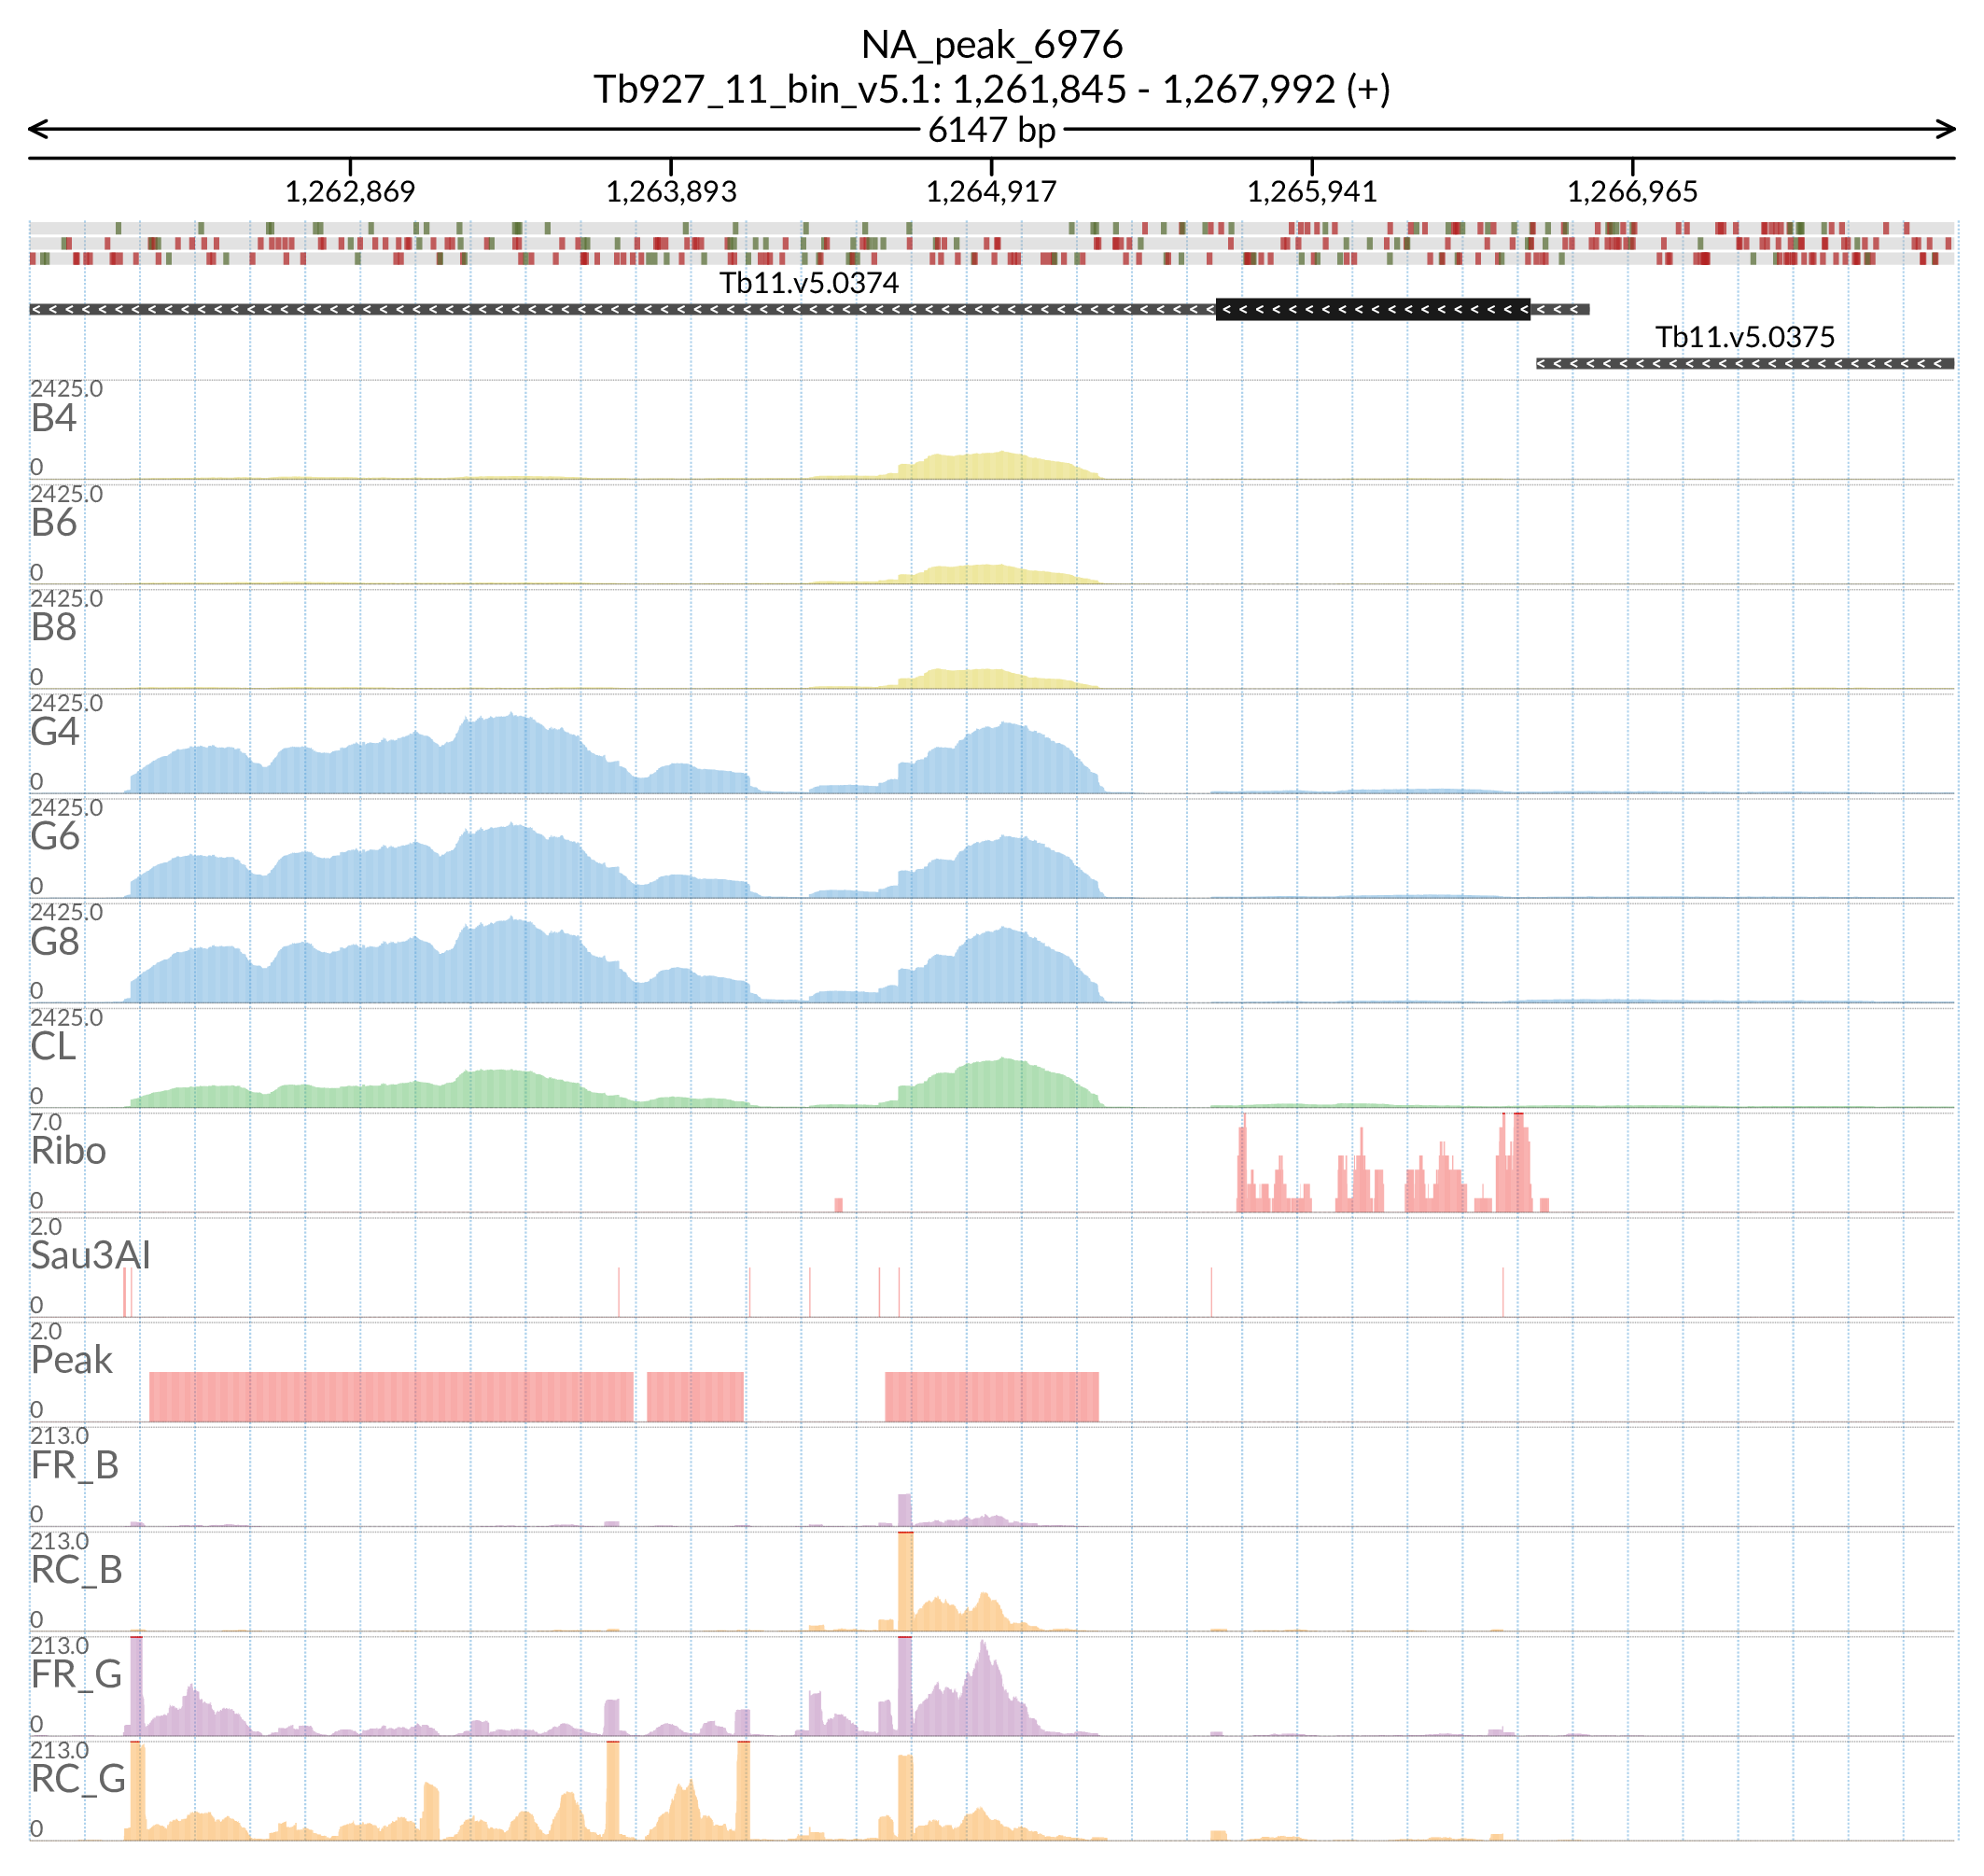 NA_peak_6976
Tb927_11_bin_v5.1: 1,261,845 - 1,267,992 (+)
6147 bp
1,262,869 1,263,893 1,264,917 1,265,941 1,266,965
Tb11.v5.0374
Tb11.v5.0375
2425.0
B4
0
2425.0
B6
0
2425.0
B8
0
2425.0
G4
0
2425.0
G6
0
2425.0
G8
0
2425.0
CL
0
7.0
Ribo
0
2.0
Sau3AI
0
2.0
Peak
0
213.0
FR_B
0
213.0
RC_B
0
213.0
FR_G
0
213.0
RC_G
0